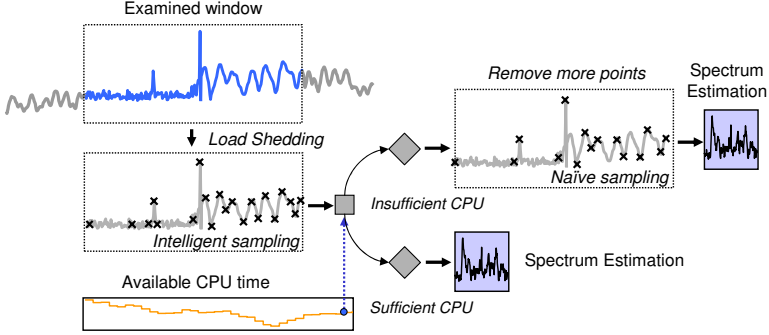 Examined window
Remove more points
Spectrum
Estimation
Load Shedding
Naïve sampling
Insufficient CPU
Intelligent sampling
Spectrum Estimation
Available CPU time
Sufficient CPU